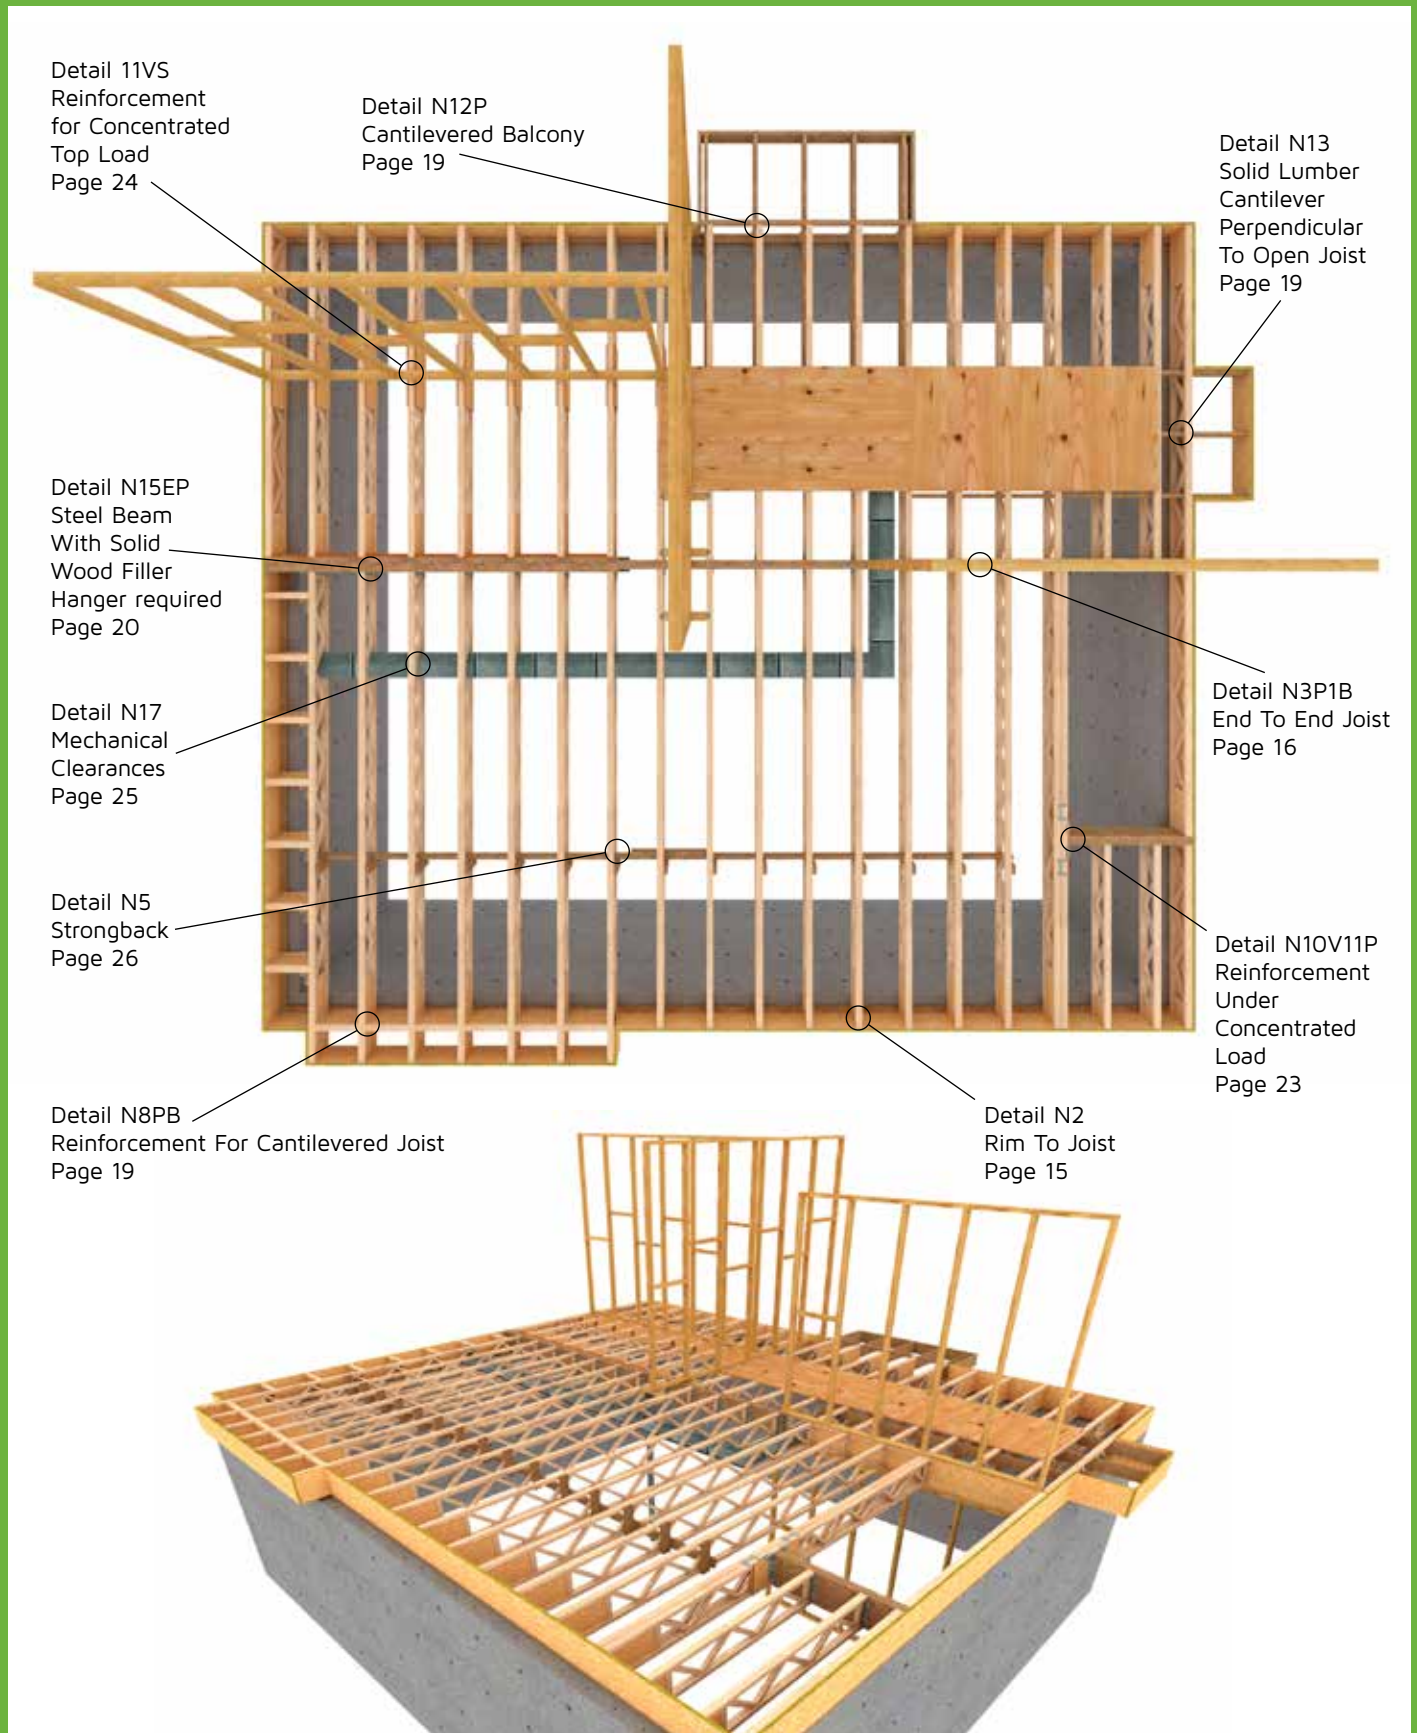 Detail 11VS
Reinforcement
for Concentrated
Top Load
Page 24
Detail N12P
Cantilevered Balcony
Page 19
Detail N13
Solid Lumber
Cantilever
Perpendicular
To Open Joist
Page 19
Detail N15EP
Steel Beam
With Solid
Wood Filler
Hanger required
Page 20
Detail N17
Mechanical
Clearances
Page 25
Detail N3P1B
End To End Joist
Page 16
Detail N5
Strongback
Page 26
Detail N10V11P
Reinforcement
Under
Concentrated
Load
Page 23
Detail N8PB
Reinforcement For Cantilevered Joist
Page 19
Detail N2
Rim To Joist
Page 15